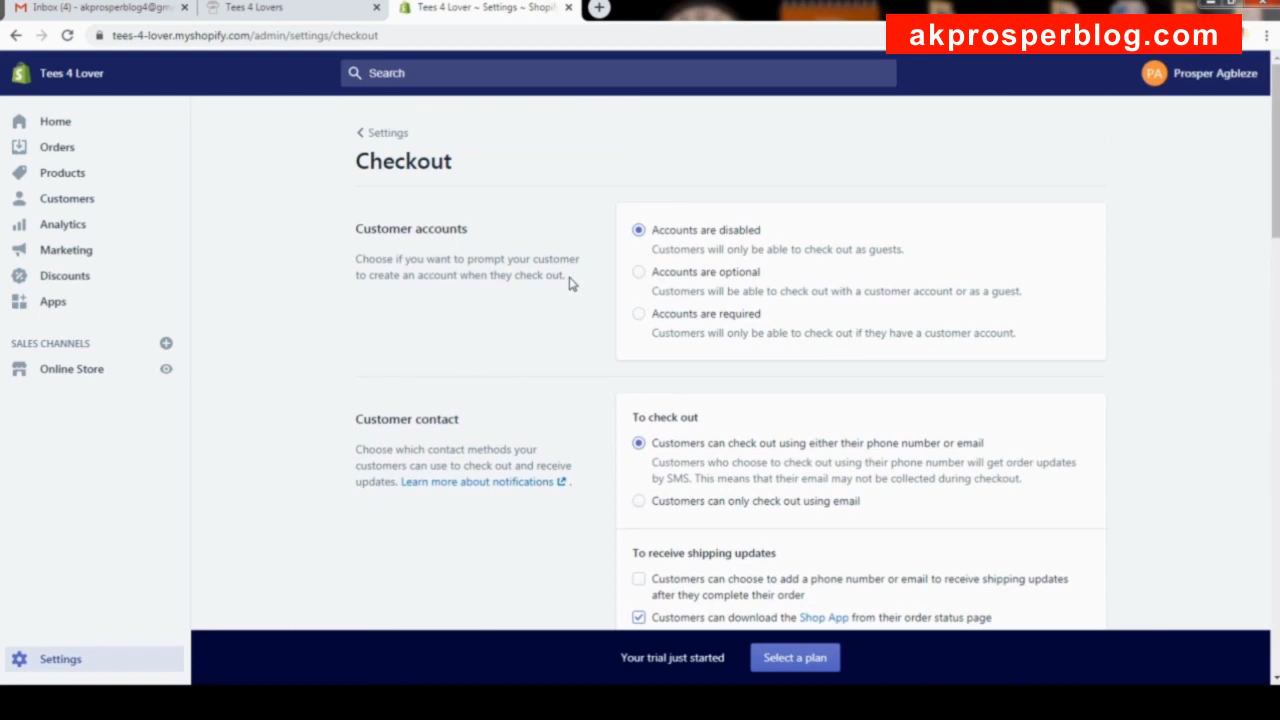 Inbox (4) - akprosperblog4@gm
Tees 4 Lovers
Tees 4 Lover ~ Settings ~ Shopif
tees-4-lover.myshopify.com/admin/settings/checkout
akprosperblog.com
Tees 4 Lover
Search
PA
Prosper Agbleze
Home
Orders
Products
Customers
Analytics
Marketing
Discounts
Apps
SALES CHANNELS
Online Store
Settings
Settings
Checkout
Customer accounts
Choose if you want to prompt your customer
to create an account when they check out.
Accounts are disabled
Customers will only be able to check out as guests.
Accounts are optional
Customers will be able to check out with a customer account or as a guest.
Accounts are required
Customers will only be able to check out if they have a customer account.
Customer contact
Choose which contact methods your
customers can use to check out and receive
updates. Learn more about notifications .
To check out
Customers can check out using either their phone number or email
Customers who choose to check out using their phone number will get order updates
by SMS. This means that their email may not be collected during checkout.
Customers can only check out using email
To receive shipping updates
Customers can choose to add a phone number or email to receive shipping updates
after they complete their order
Customers can download the Shop App from their order status page
Your trial just started
Select a plan